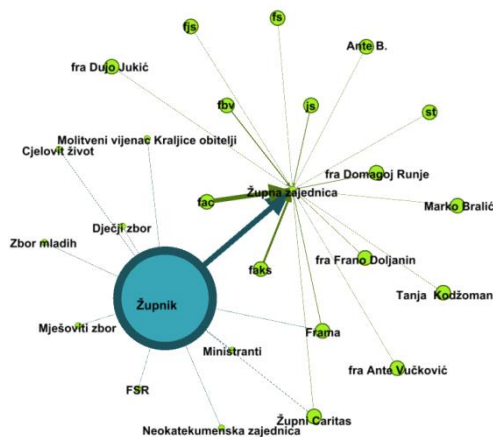 fjs
fs
Ante B.
fra Dujo Jukić
fbv
js
st
Molitveni vijenac Kraljice obitelji
Cjelovit život
fra Domagoj Runje
Župna zajednica
fac
Marko Bralić
Dječji zbor
Zbor mladih
fra Frano Doljanin
faks
Tanja Kodžoman
Župnik
Mješoviti zbor
Frama
Ministranti
fra Ante Vučković
FSR
Župni Caritas
Neokatekumenska zajednica